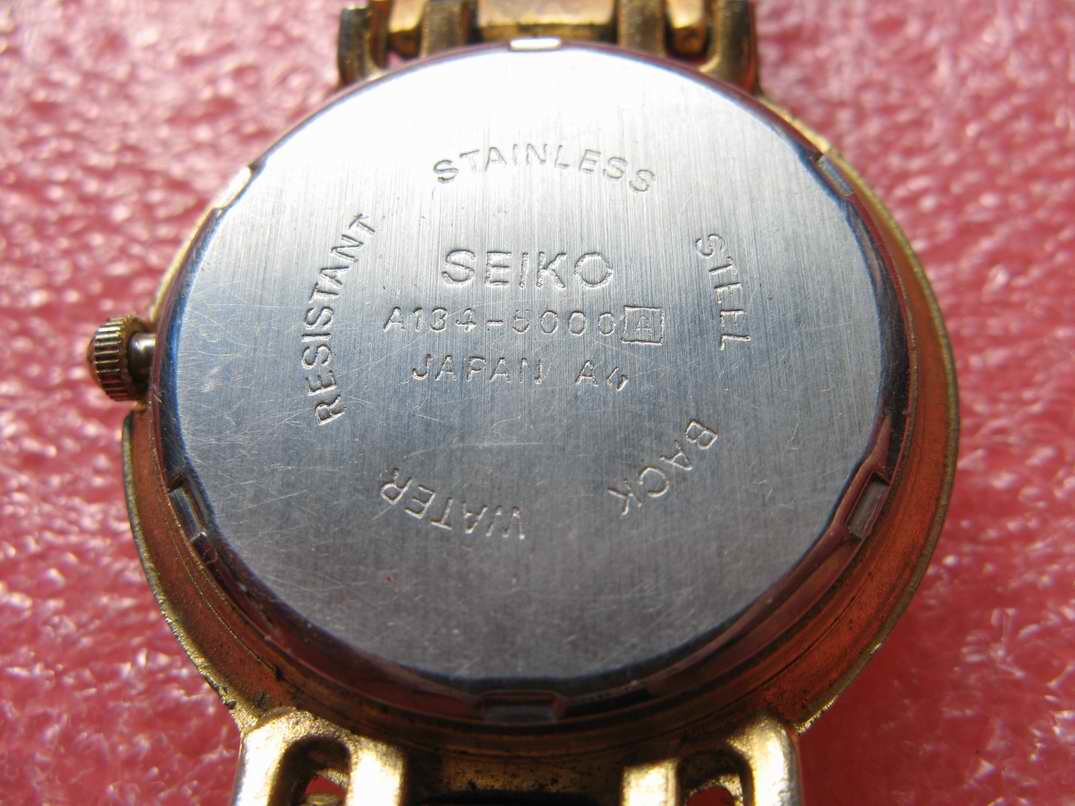 STAINLESS
STEEL
BACK
WATER
RESISTANT
SEIKO
A134-5000 A
JAPAN A4